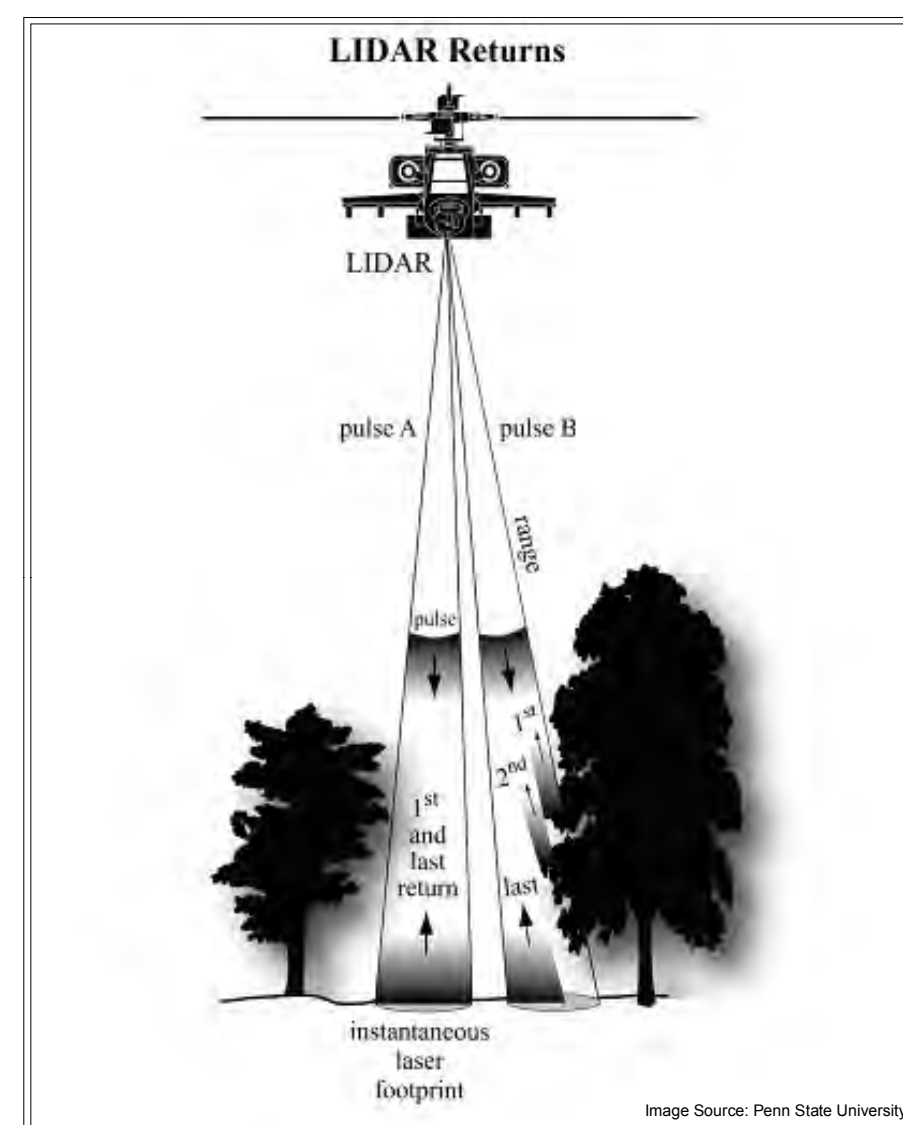 LIDAR Returns
LIDAR
pulse A
pulse B
range
pulse
1st
2nd
1st
and
last
return
last
instantaneous
laser
footprint
Image Source: Penn State University